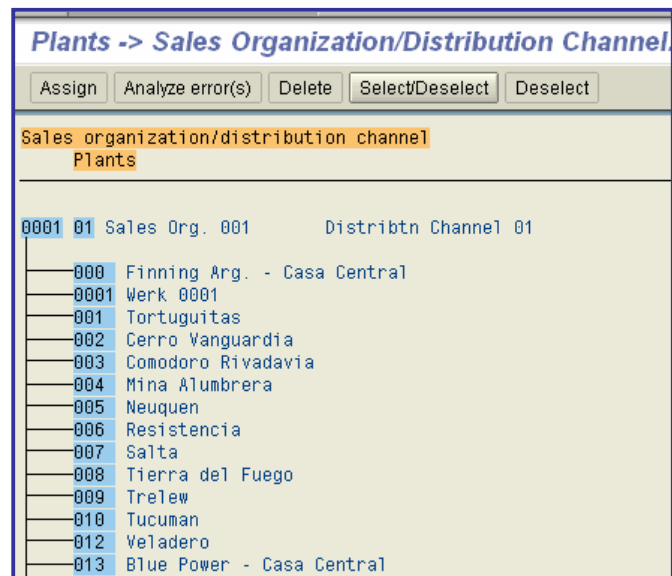 Plants -> Sales Organization/Distribution Channel
Assign Analyze error(s) Delete Select/Deselect Deselect
Sales organization/distribution channel
Plants
0001 01 Sales Org. 001 Distribtn Channel 01
000 Finning Arg. - Casa Central
0001 Werk 0001
001 Tortuguitas
002 Cerro Vanguardia
003 Comodoro Rivadavia
004 Mina Alumbrera
005 Neuquen
006 Resistencia
007 Salta
008 Tierra del Fuego
009 Trelew
010 Tucuman
012 Veladero
013 Blue Power - Casa Central